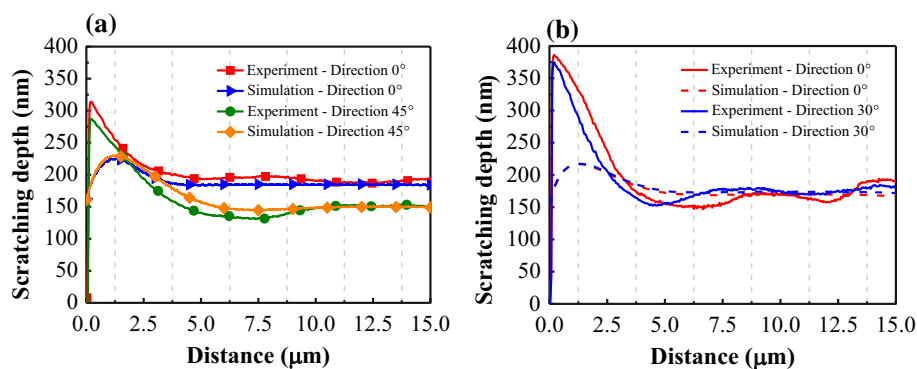 (a)
400
350
300
250
200
150
100
50
0
Scratching depth (nm)
Experiment - Direction 0°
Simulation - Direction 0°
Experiment - Direction 45°
Simulation - Direction 45°
0.0 2.5 5.0 7.5 10.0 12.5 15.0
Distance (μm)
(b)
400
350
300
250
200
150
100
50
0
Scratching depth (nm)
Experiment - Direction 0°
Simulation - Direction 0°
Experiment - Direction 30°
Simulation - Direction 30°
0.0 2.5 5.0 7.5 10.0 12.5 15.0
Distance (μm)